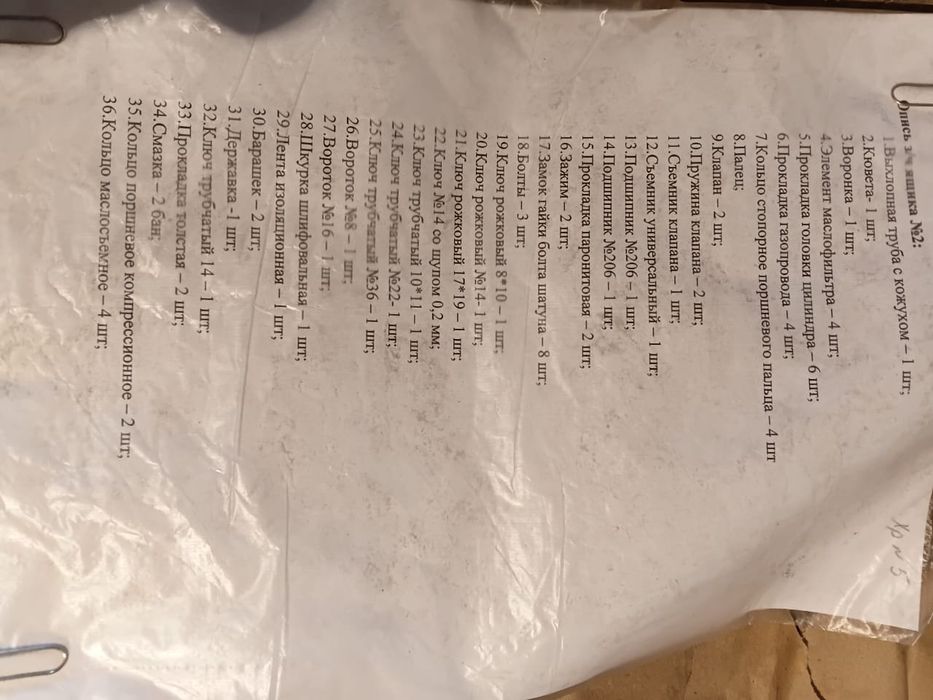 Хр № 5
Опись з/ч ящика №2:
1.Выхлопная труба с кожухом – 1 шт;
2.Кювета- 1 шт;
3.Воронка – 1 шт;
4.Элемент маслофильтра – 4 шт;
5.Прокладка головки цилиндра – 6 шт;
6.Прокладка газопровода – 4 шт;
7.Кольцо стопорное поршневого пальца – 4 шт
8.Палец;
9.Клапан – 2 шт;
10.Пружина клапана – 2 шт;
11.Съемник клапана – 1 шт;
12.Съемник универсальный – 1 шт;
13.Подшипник №206 – 1 шт;
14.Подшипник №206 – 1 шт;
15.Прокладка паронитовая – 2 шт;
16.Зажим – 2 шт;
17.Замок гайки болта шатуна – 8 шт;
18.Болты – 3 шт;
19.Ключ рожковый 8*10 – 1 шт;
20.Ключ рожковый №14- 1 шт;
21.Ключ рожковый 17*19 – 1 шт;
22.Ключ №14 со щупом 0,2 мм;
23.Ключ трубчатый 10*11 – 1 шт;
24.Ключ трубчатый №22- 1 шт;
25.Ключ трубчатый №36 – 1 шт;
26.Вороток №8 – 1 шт;
27.Вороток №16 – 1 шт;
28.Шкурка шлифовальная – 1 шт;
29.Лента изоляционная – 1 шт;
30.Барашек – 2 шт;
31.Державка -1 шт;
32.Ключ трубчатый 14 – 1 шт;
33.Прокладка толстая – 2 шт;
34.Смазка – 2 бан;
35.Кольцо поршневое компрессионное – 2 шт;
36.Кольцо маслосъемное – 4 шт;